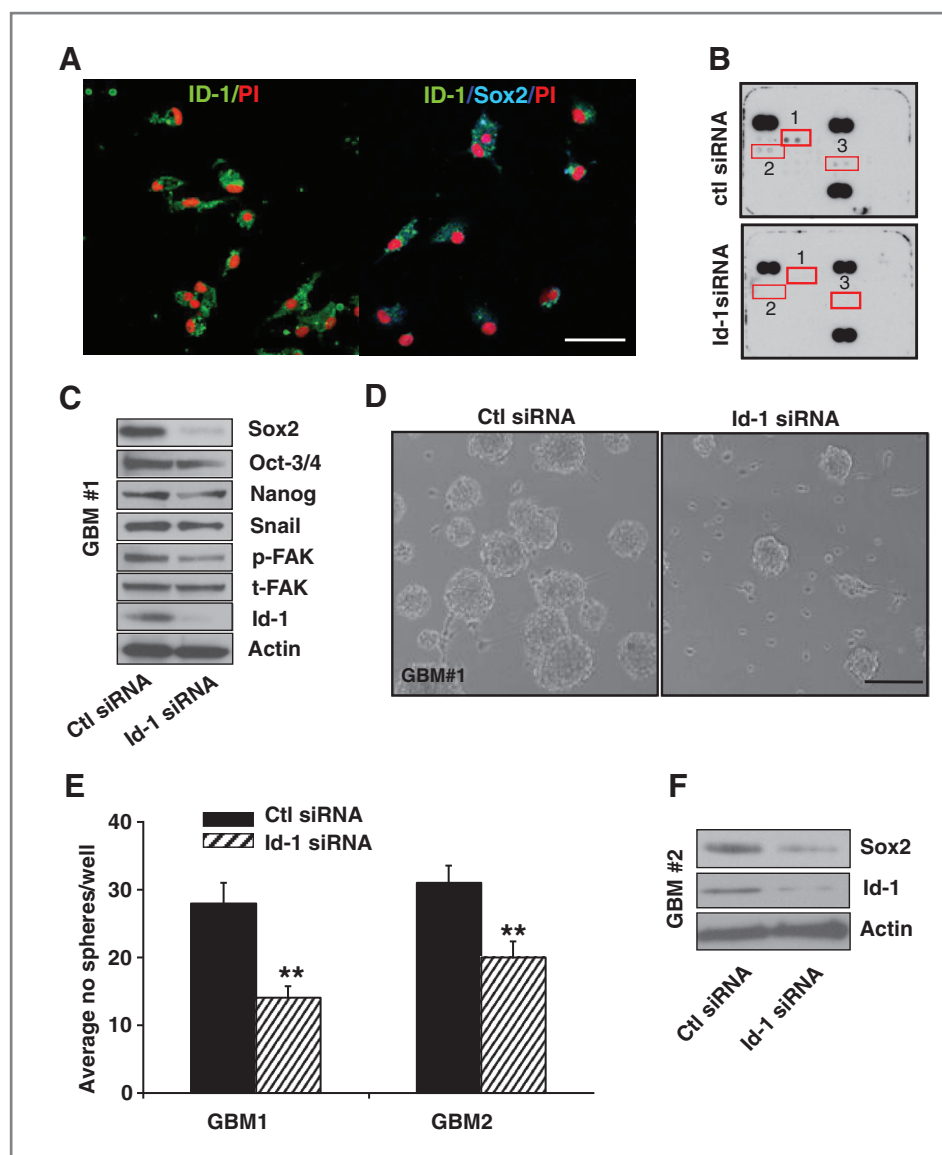 A
ID-1/PI
ID-1/Sox2/PI
B
ctl siRNA
1
2
3
Id-1siRNA
1
2
3
C
GBM #1
Sox2
Oct-3/4
Nanog
Snail
p-FAK
t-FAK
Id-1
Actin
Ctl siRNA
Id-1 siRNA
D
Ctl siRNA
Id-1 siRNA
GBM#1
E
Ctl siRNA
Id-1 siRNA
Average no spheres/well
40
30
20
10
0
**
**
GBM1
GBM2
F
GBM #2
Sox2
Id-1
Actin
Ctl siRNA
Id-1 siRNA